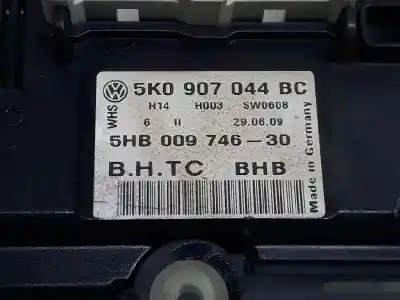 5K0 907 044 BC
H14 H003 SW0608
WHS
6 II 29.06.09
5HB 009 746-30
B.H.TC BHB
Made in Germany